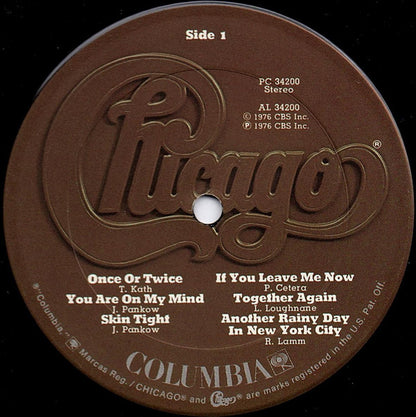 Side 1
PC 34200
Stereo
AL 34200
© 1976 CBS Inc.
℗ 1976 CBS Inc.
Chicago®
Once Or Twice
T. Kath
You Are On My Mind
J. Pankow
Skin Tight
J. Pankow
If You Leave Me Now
P. Cetera
Together Again
L. Loughnane
Another Rainy Day
In New York City
R. Lamm
COLUMBIA
®"Columbia," Marcas Reg./CHICAGO® and Chicago® are marks registered in the U.S. Pat. Off.